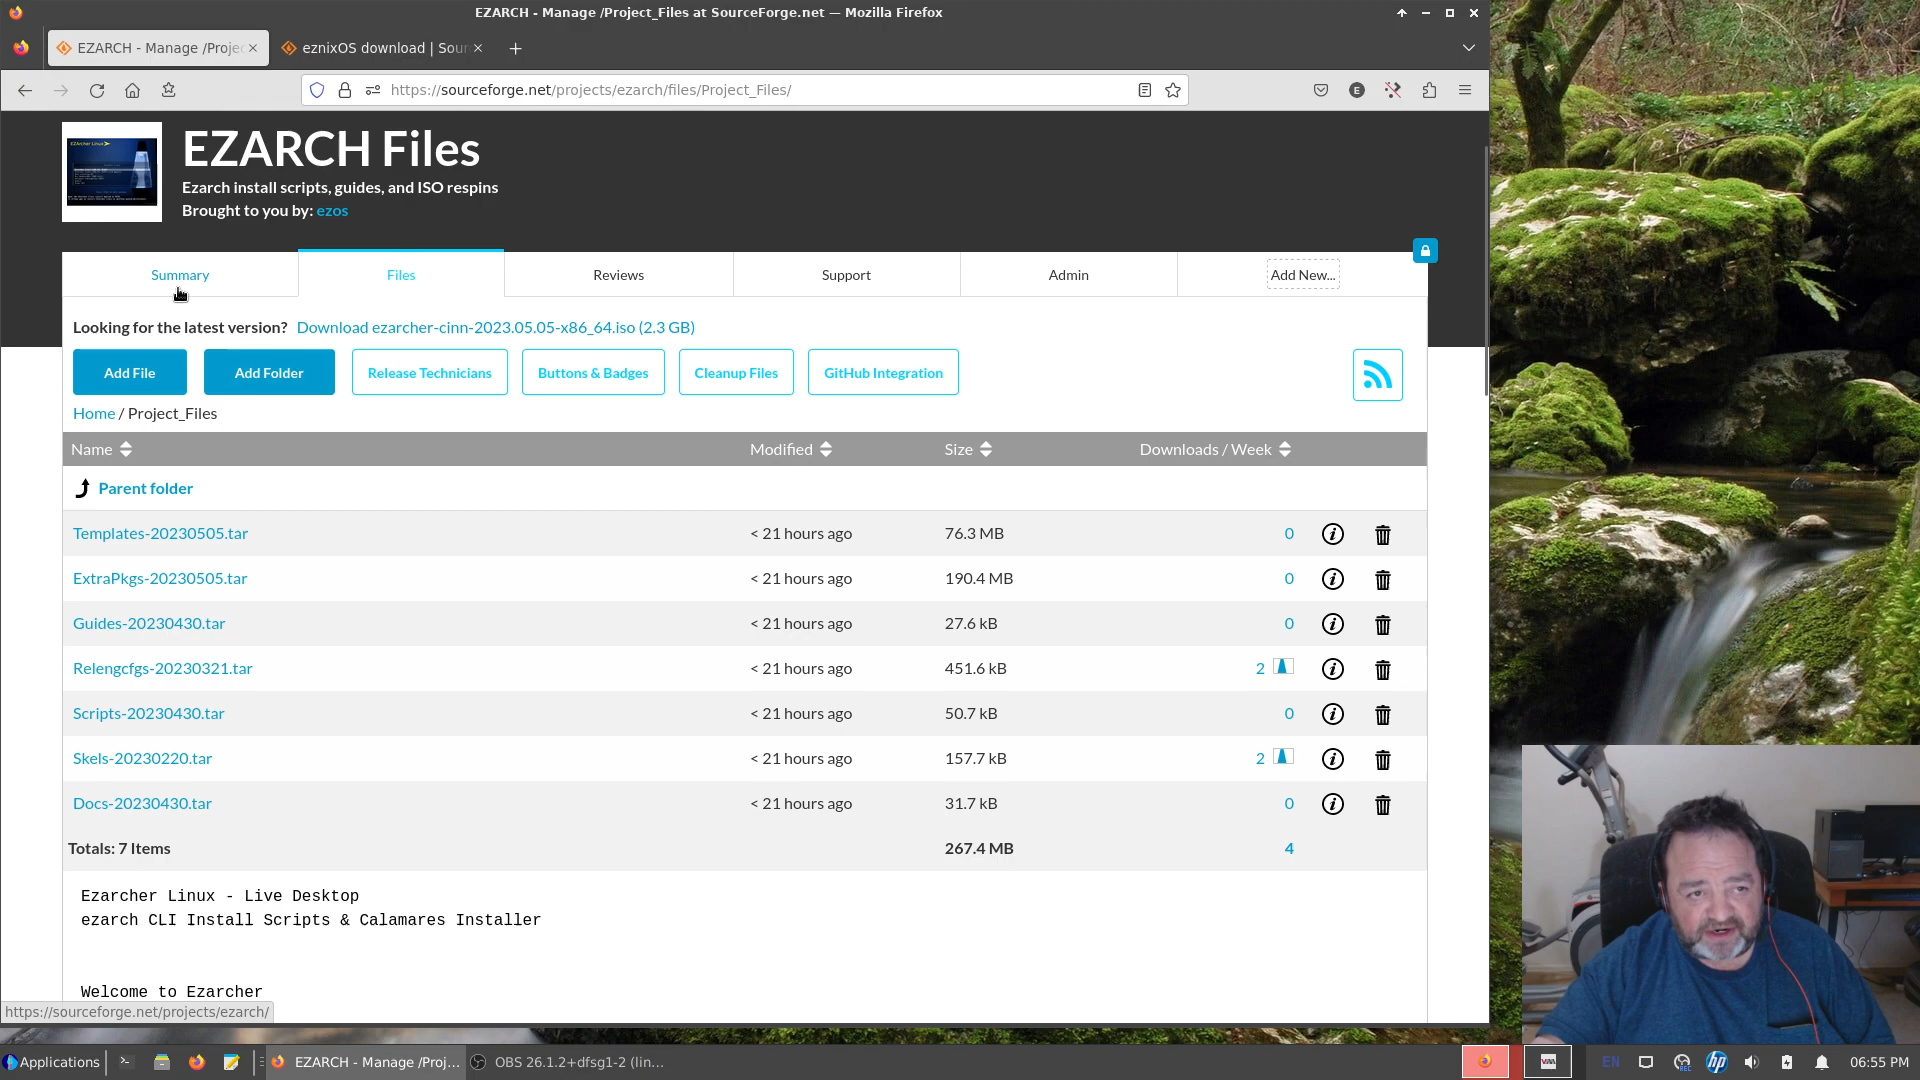 EZARCH - Manage /Project_Files at SourceForge.net — Mozilla Firefox
EZARCH - Manage /Projec
eznixOS download | Sour
https://sourceforge.net/projects/ezarch/files/Project_Files/
E
EZARCH Files
Ezarch install scripts, guides, and ISO respins
Brought to you by: ezos
Summary
Files
Reviews
Support
Admin
Add New...
Looking for the latest version? Download ezarcher-cinn-2023.05.05-x86_64.iso (2.3 GB)
Add File
Add Folder
Release Technicians
Buttons & Badges
Cleanup Files
GitHub Integration
Home / Project_Files
Name Modified Size Downloads / Week
Parent folder
Templates-20230505.tar < 21 hours ago 76.3 MB 0
ExtraPkgs-20230505.tar < 21 hours ago 190.4 MB 0
Guides-20230430.tar < 21 hours ago 27.6 kB 0
Relengcfgs-20230321.tar < 21 hours ago 451.6 kB 2
Scripts-20230430.tar < 21 hours ago 50.7 kB 0
Skels-20230220.tar < 21 hours ago 157.7 kB 2
Docs-20230430.tar < 21 hours ago 31.7 kB 0
Totals: 7 Items 267.4 MB 4
Ezarcher Linux - Live Desktop
ezarch CLI Install Scripts & Calamares Installer
Welcome to Ezarcher
https://sourceforge.net/projects/ezarch/
Applications
EZARCH - Manage /Proj...
OBS 26.1.2+dfsg1-2 (lin...
EN
REC
hp
06:55 PM